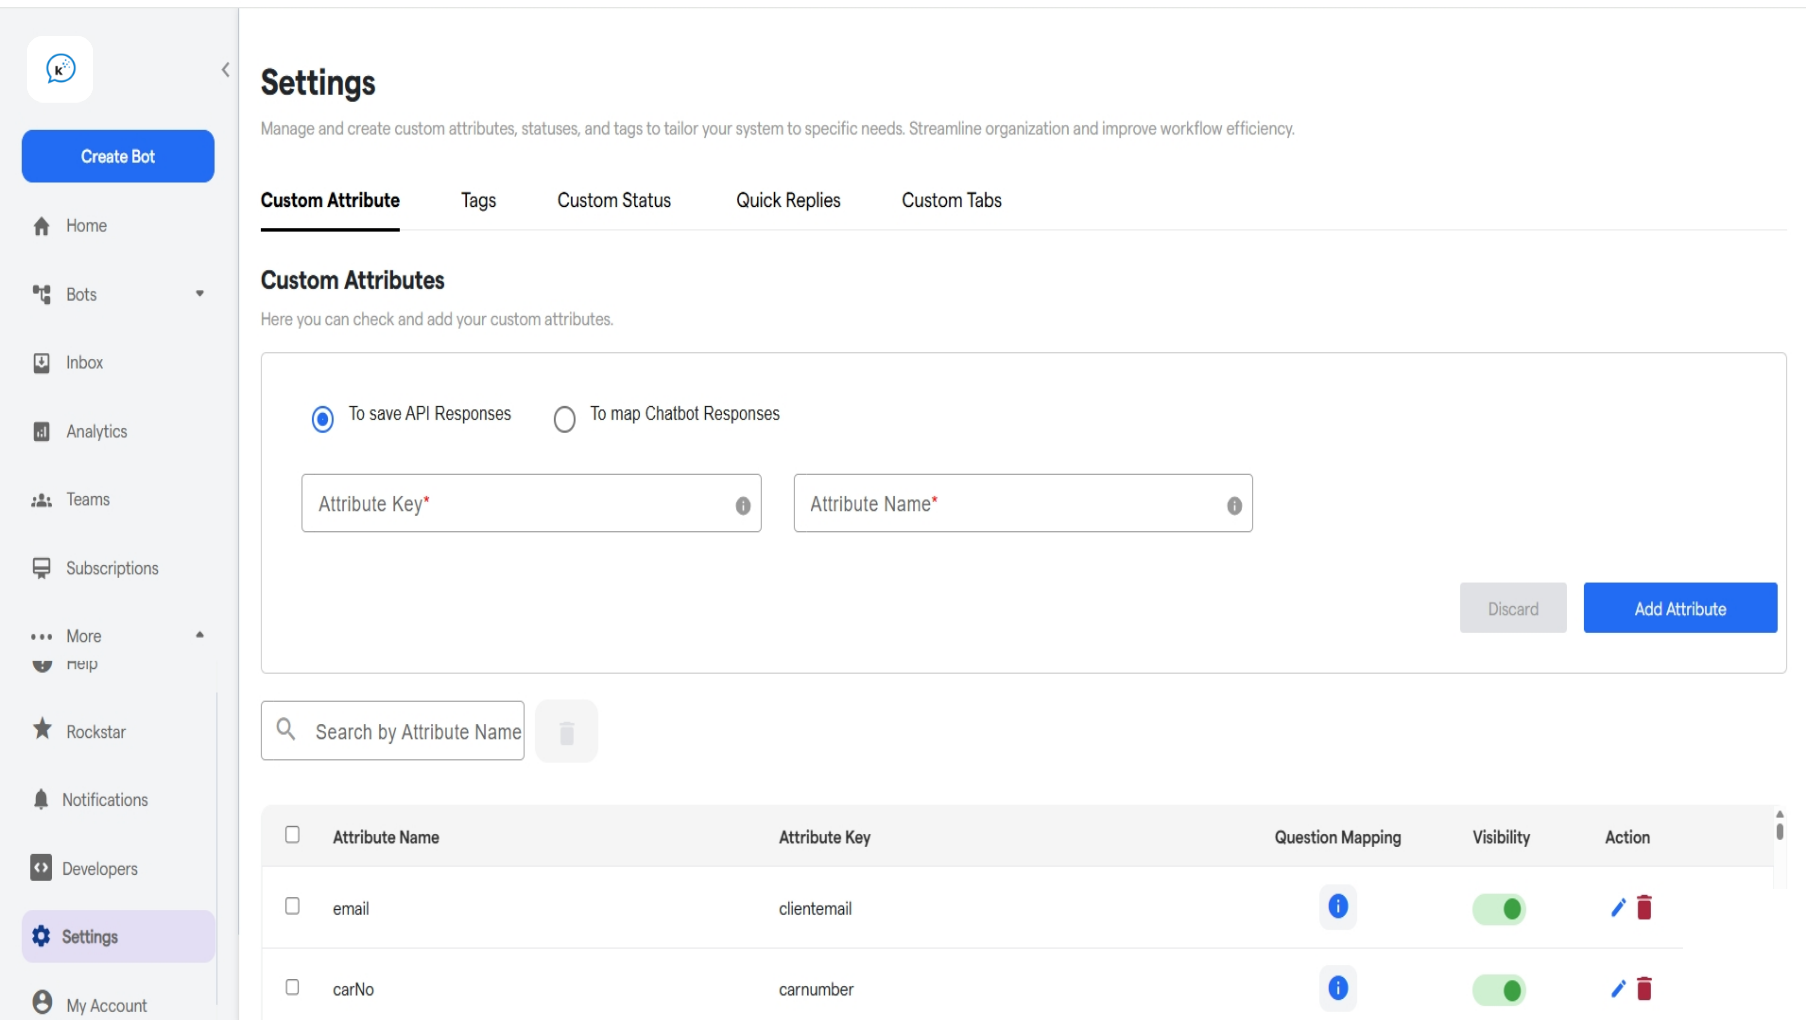 K
Create Bot
Home
Bots
Inbox
Analytics
Teams
Subscriptions
More
Help
Rockstar
Notifications
Developers
Settings
My Account
Settings
Manage and create custom attributes, statuses, and tags to tailor your system to specific needs. Streamline organization and improve workflow efficiency.
Custom Attribute Tags Custom Status Quick Replies Custom Tabs
Custom Attributes
Here you can check and add your custom attributes.
To save API Responses To map Chatbot Responses
Attribute Key* Attribute Name*
Discard Add Attribute
Search by Attribute Name
Attribute Name Attribute Key Question Mapping Visibility Action
email clientemail
carNo carnumber